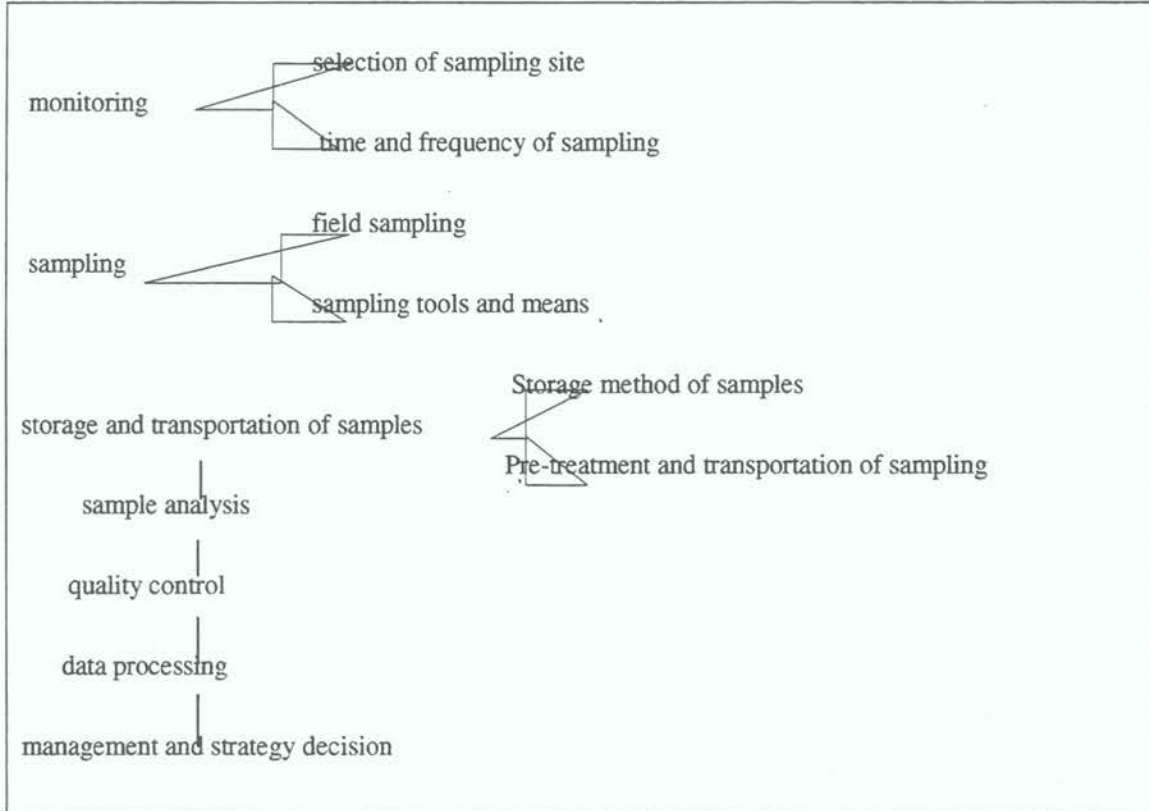 selection of sampling site
monitoring
time and frequency of sampling
field sampling
sampling
sampling tools and means
Storage method of samples
storage and transportation of samples
Pre-treatment and transportation of sampling
sample analysis
quality control
data processing
management and strategy decision